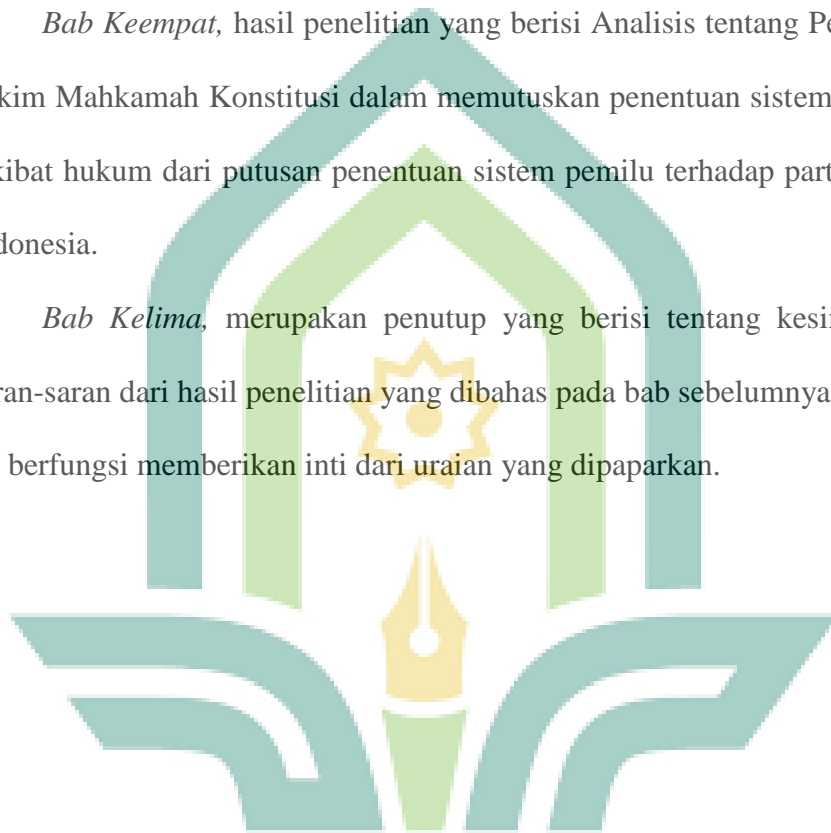 Bab Keempat, hasil penelitian yang berisi Analisis tentang Pe
kim Mahkamah Konstitusi dalam memutuskan penentuan sistem
kibat hukum dari putusan penentuan sistem pemilu terhadap part
donesia.
Bab Kelima, merupakan penutup yang berisi tentang kesin
ran-saran dari hasil penelitian yang dibahas pada bab sebelumnya
berfungsi memberikan inti dari uraian yang dipaparkan.